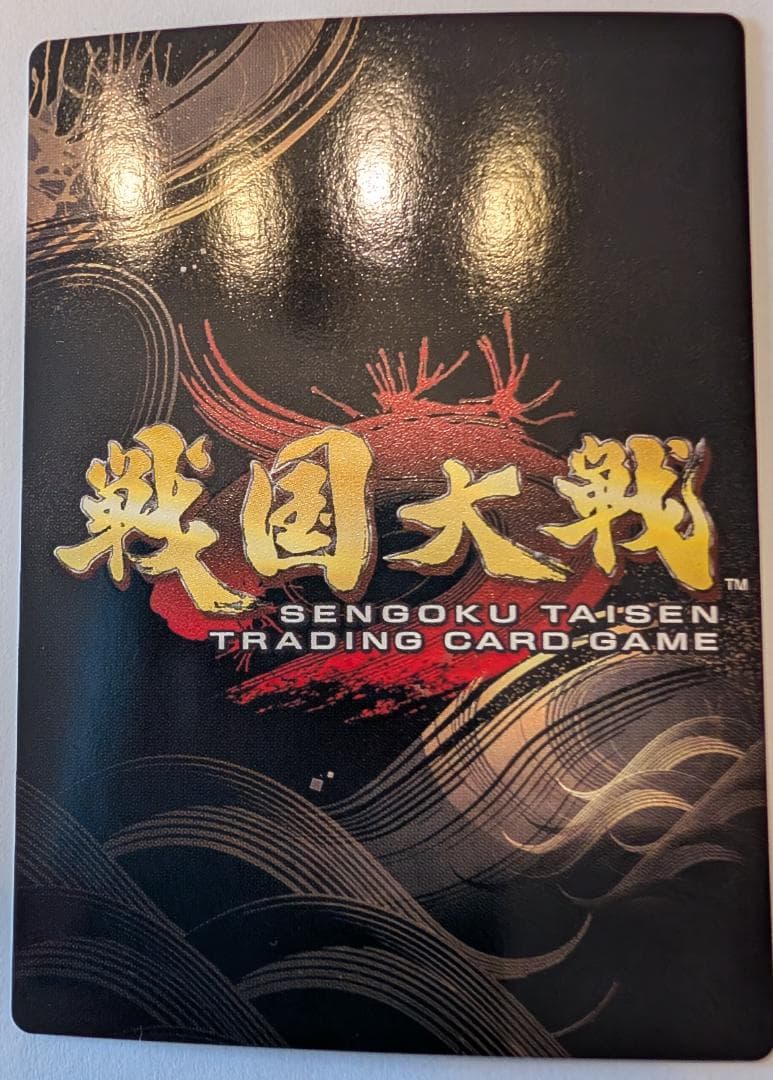 戦国大戦
TM
SENGOKU TAISEN
TRADING CARD GAME